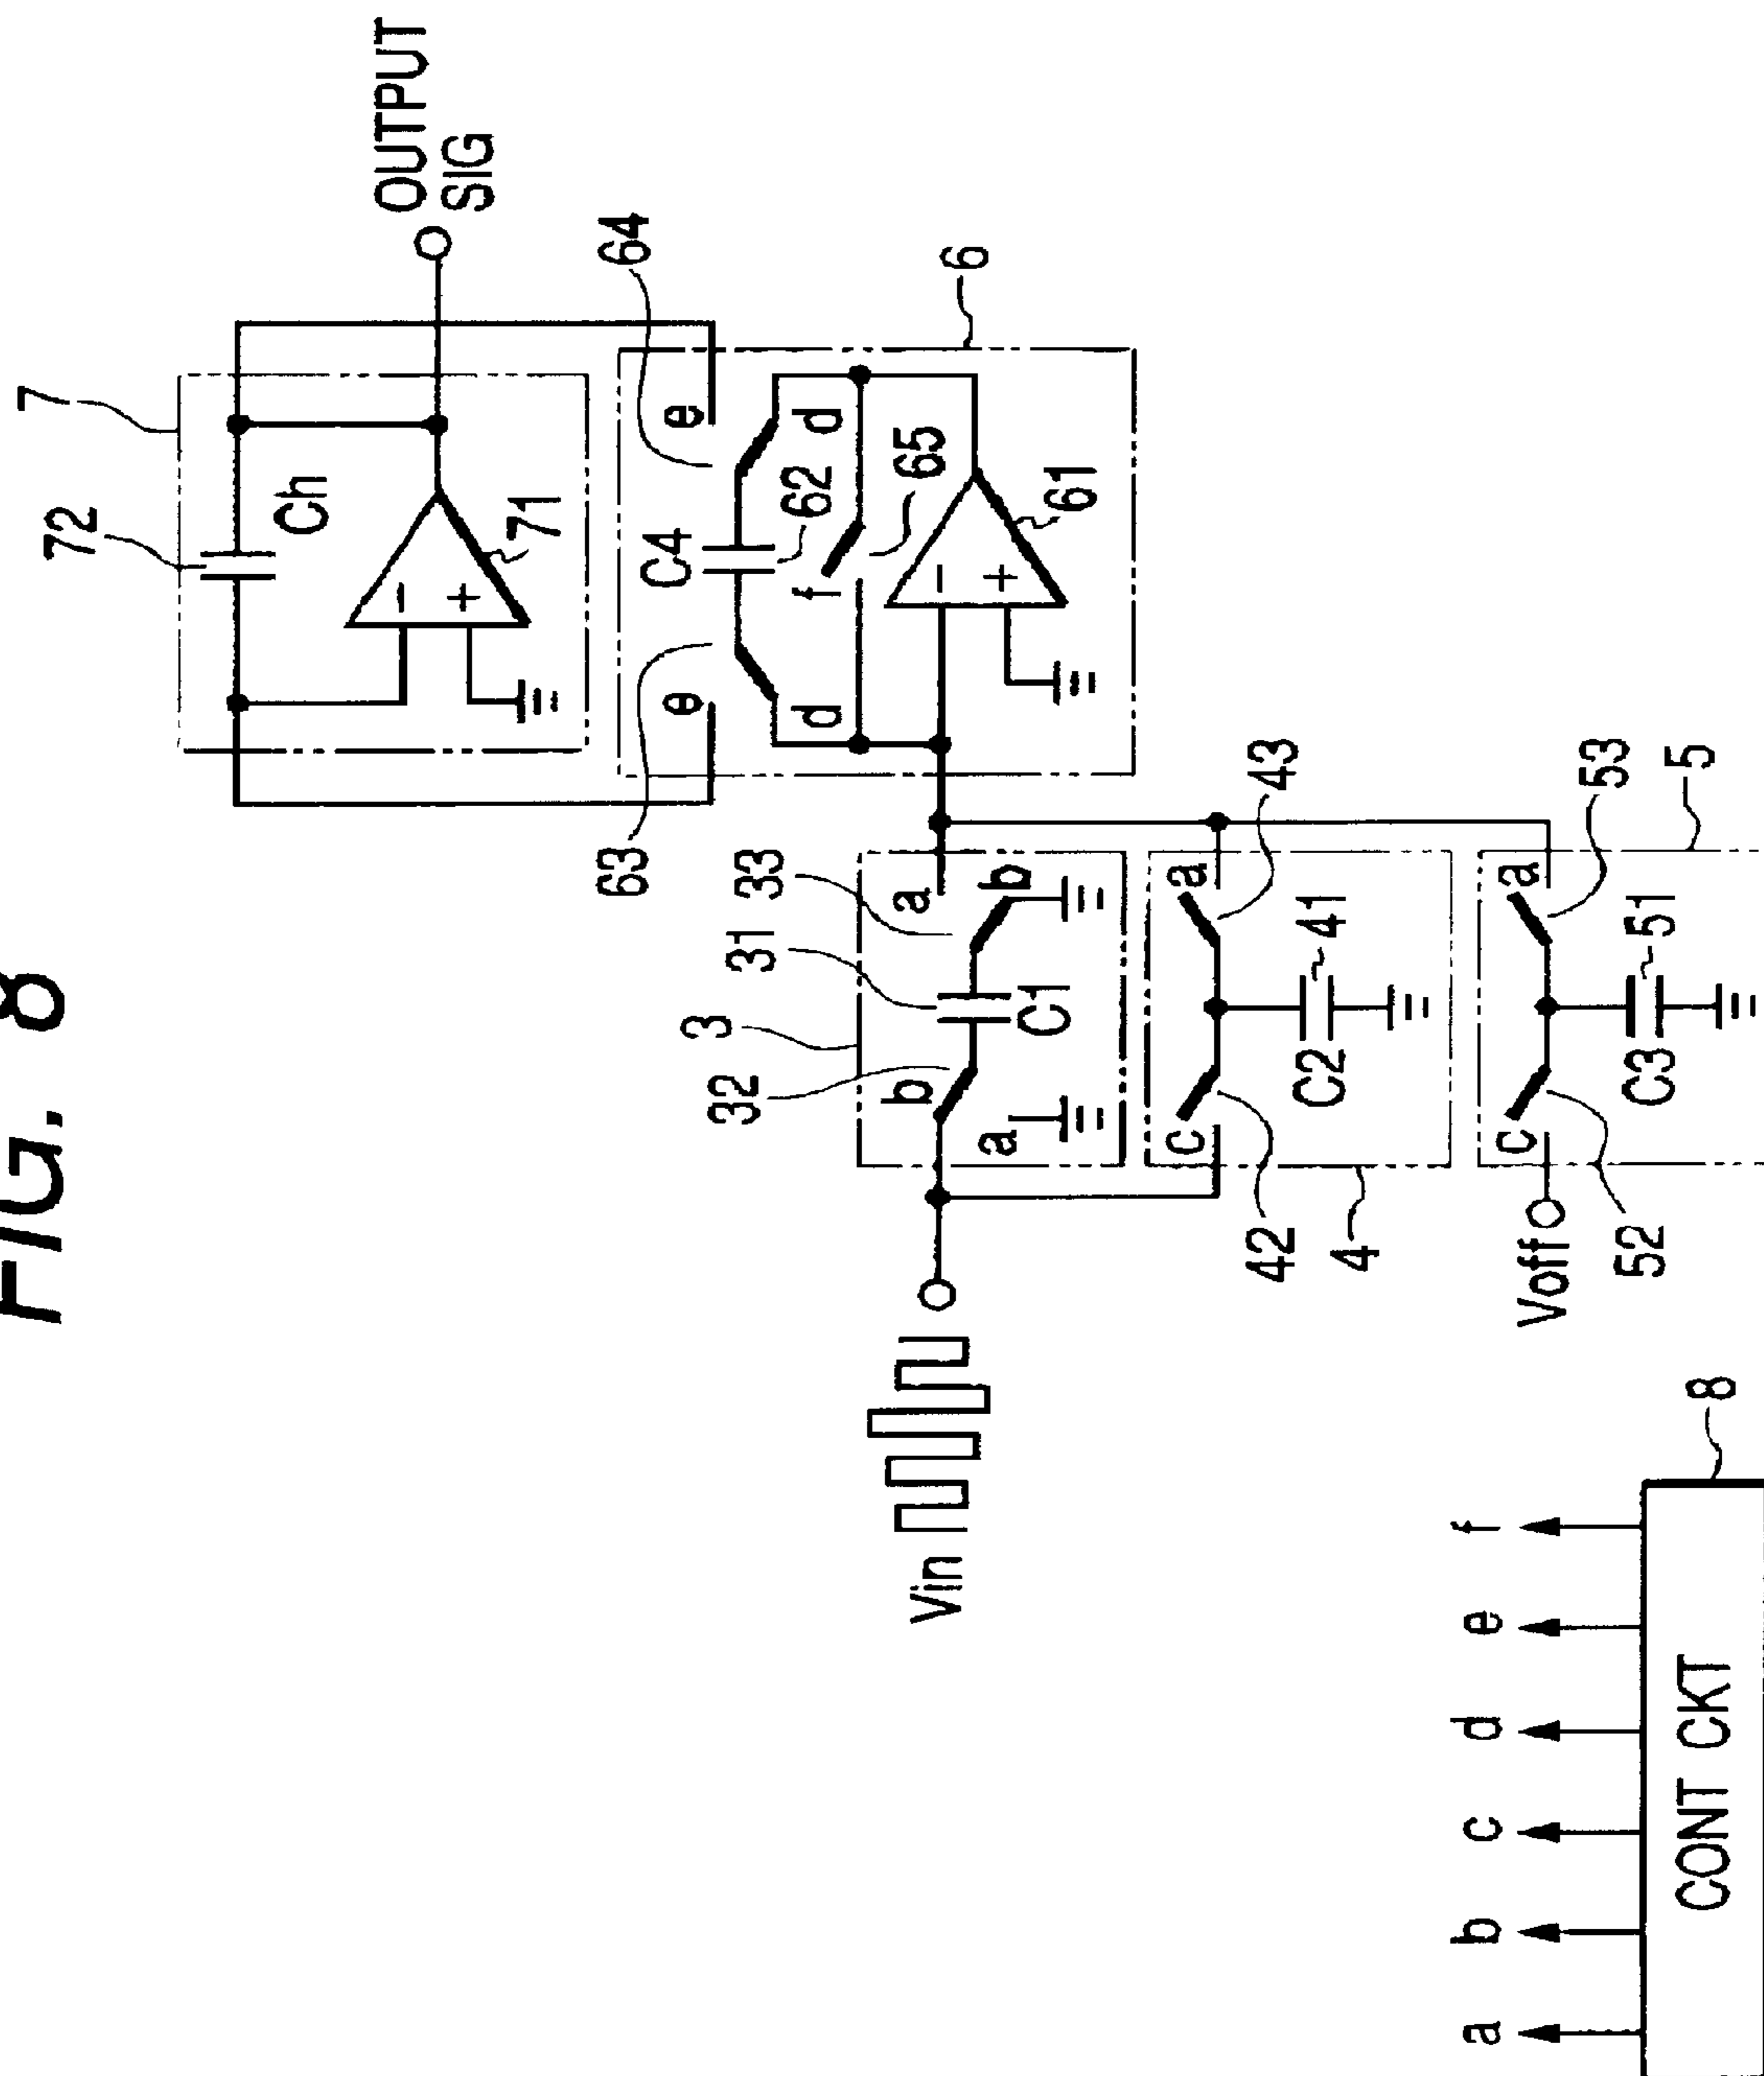 FIG. 8
7
72
Ch
71
OUTPUT
SIG
64
e
e
C4
62
d
d
f
65
63
61
6
3
31
33
32
b
a
C1
a
b
Vin
43
a
41
c
C2
42
4
53
5
a
51
c
C3
52
Voff
a b c d e f
CONT CKT
8
-
+
-
+